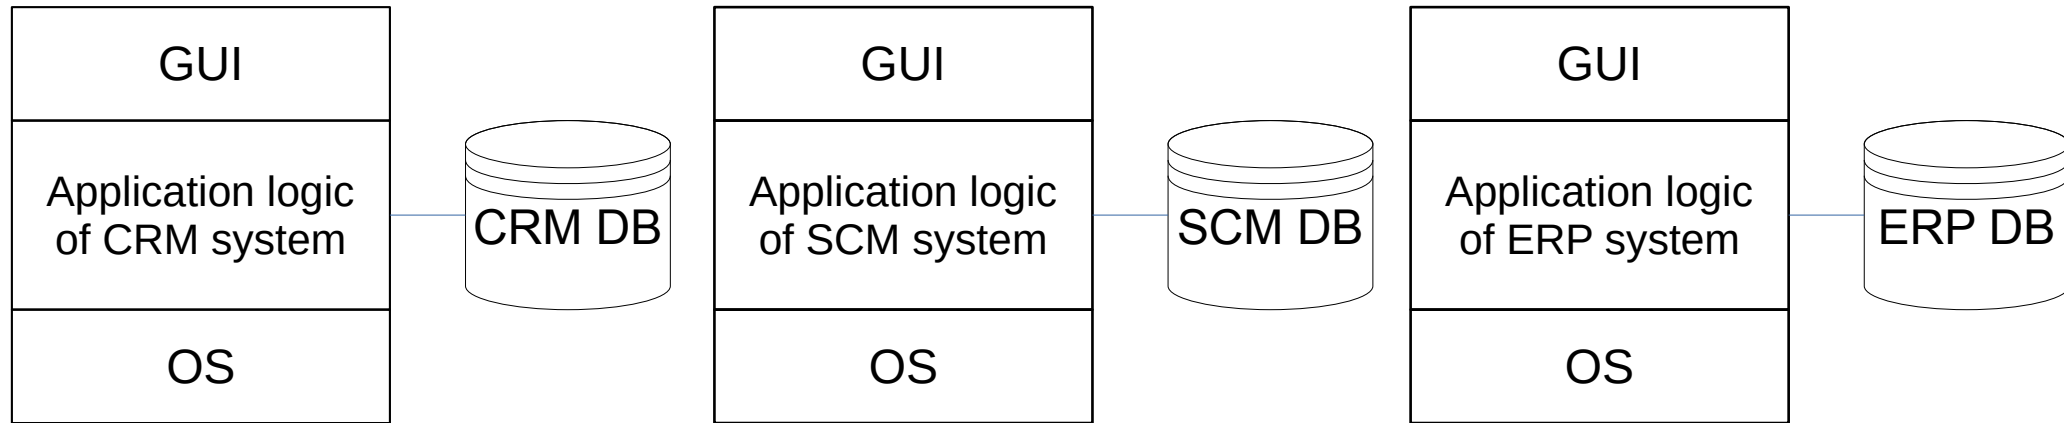 GUI
Application logic
of CRM system
OS
CRM DB
GUI
Application logic
of SCM system
OS
SCM DB
GUI
Application logic
of ERP system
OS
ERP DB